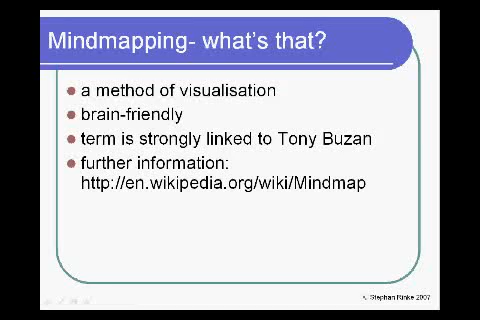 Mindmapping- what's that?
a method of visualisation
brain-friendly
term is strongly linked to Tony Buzan
further information:
http://en.wikipedia.org/wiki/Mindmap
Stephan Rinke 2007